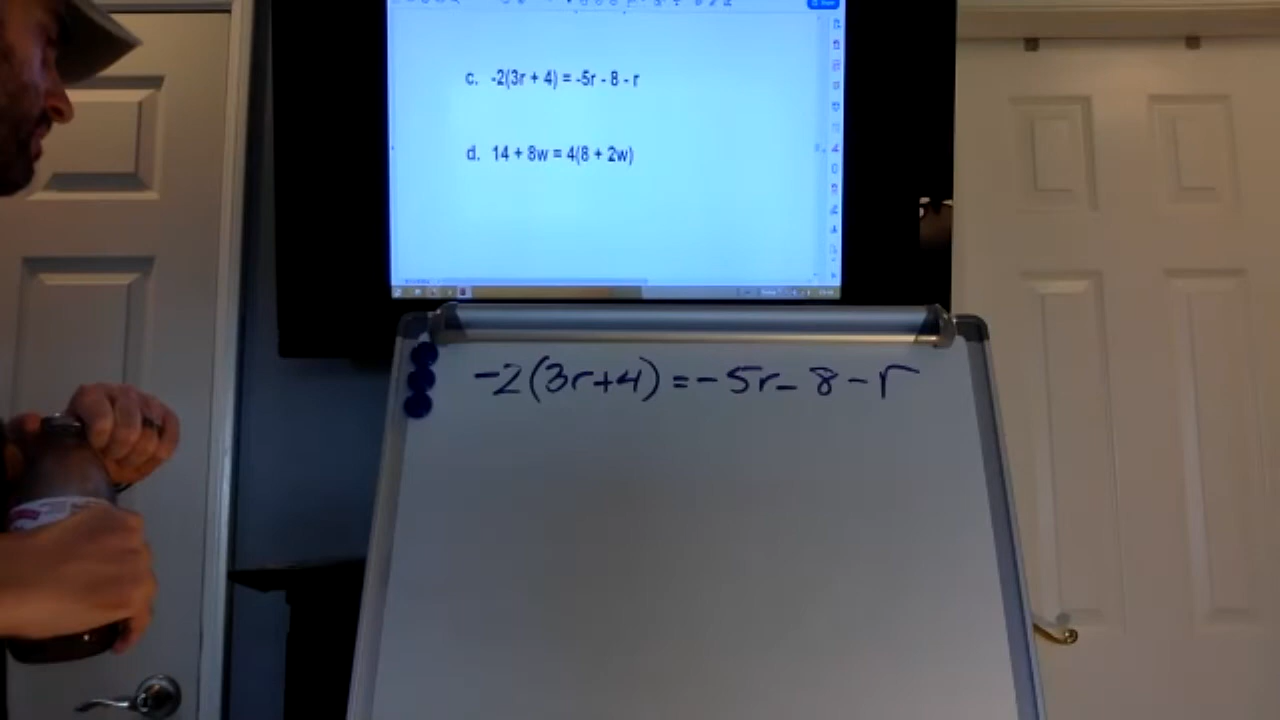 c. -2(3r + 4) = -5r - 8 - r
d. 14 + 8w = 4(8 + 2w)
-2(3r+4)=-5r-8-r